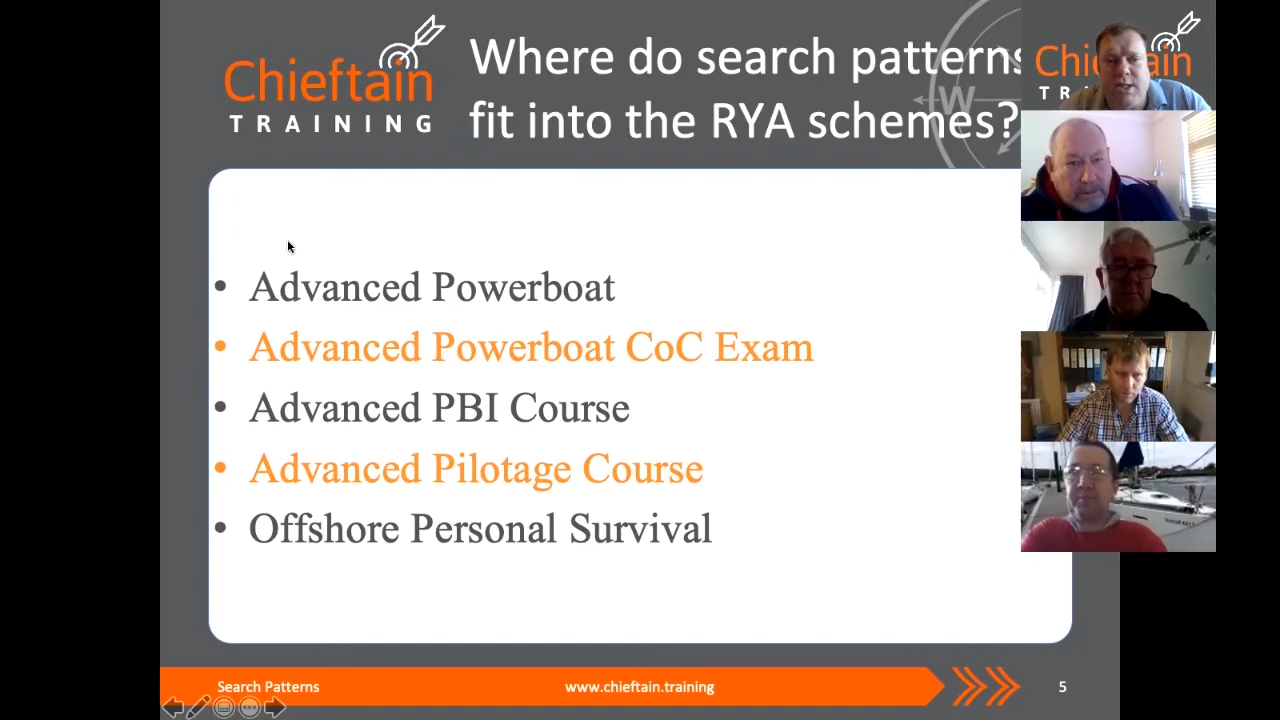 Chieftain
TRAINING
Where do search patterns
fit into the RYA schemes?
W
• Advanced Powerboat
• Advanced Powerboat CoC Exam
• Advanced PBI Course
• Advanced Pilotage Course
• Offshore Personal Survival
Search Patterns
www.chieftain.training
5